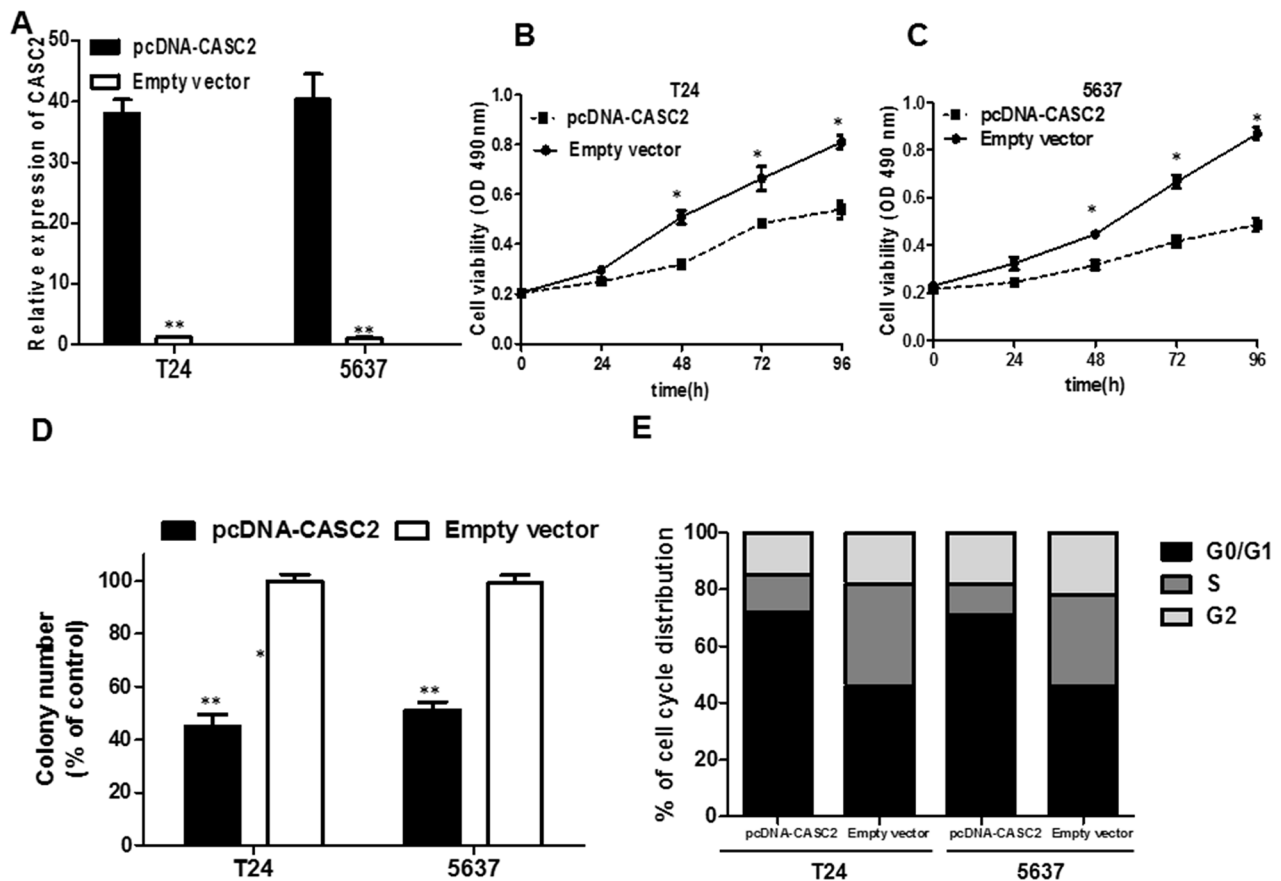 A
Relative expression of CASC2
50
40
30
20
10
0
pcDNA-CASC2
Empty vector
**
**
T24
5637
B
T24
Cell viability (OD 490nm)
1.0
0.8
0.6
0.4
0.2
0.0
pcDNA-CASC2
Empty vector
*
*
*
0
24
48
72
96
time(h)
C
5637
Cell viability (OD 490 nm)
1.0
0.8
0.6
0.4
0.2
0.0
pcDNA-CASC2
Empty vector
*
*
*
0
24
48
72
96
time(h)
D
pcDNA-CASC2
Empty vector
Colony number
(% of control)
100
80
60
40
20
0
**
*
**
T24
5637
E
% of cell cycle distribution
100
80
60
40
20
0
G0/G1
S
G2
pcDNA-CASC2
Empty vector
pcDNA-CASC2
Empty vector
T24
5637